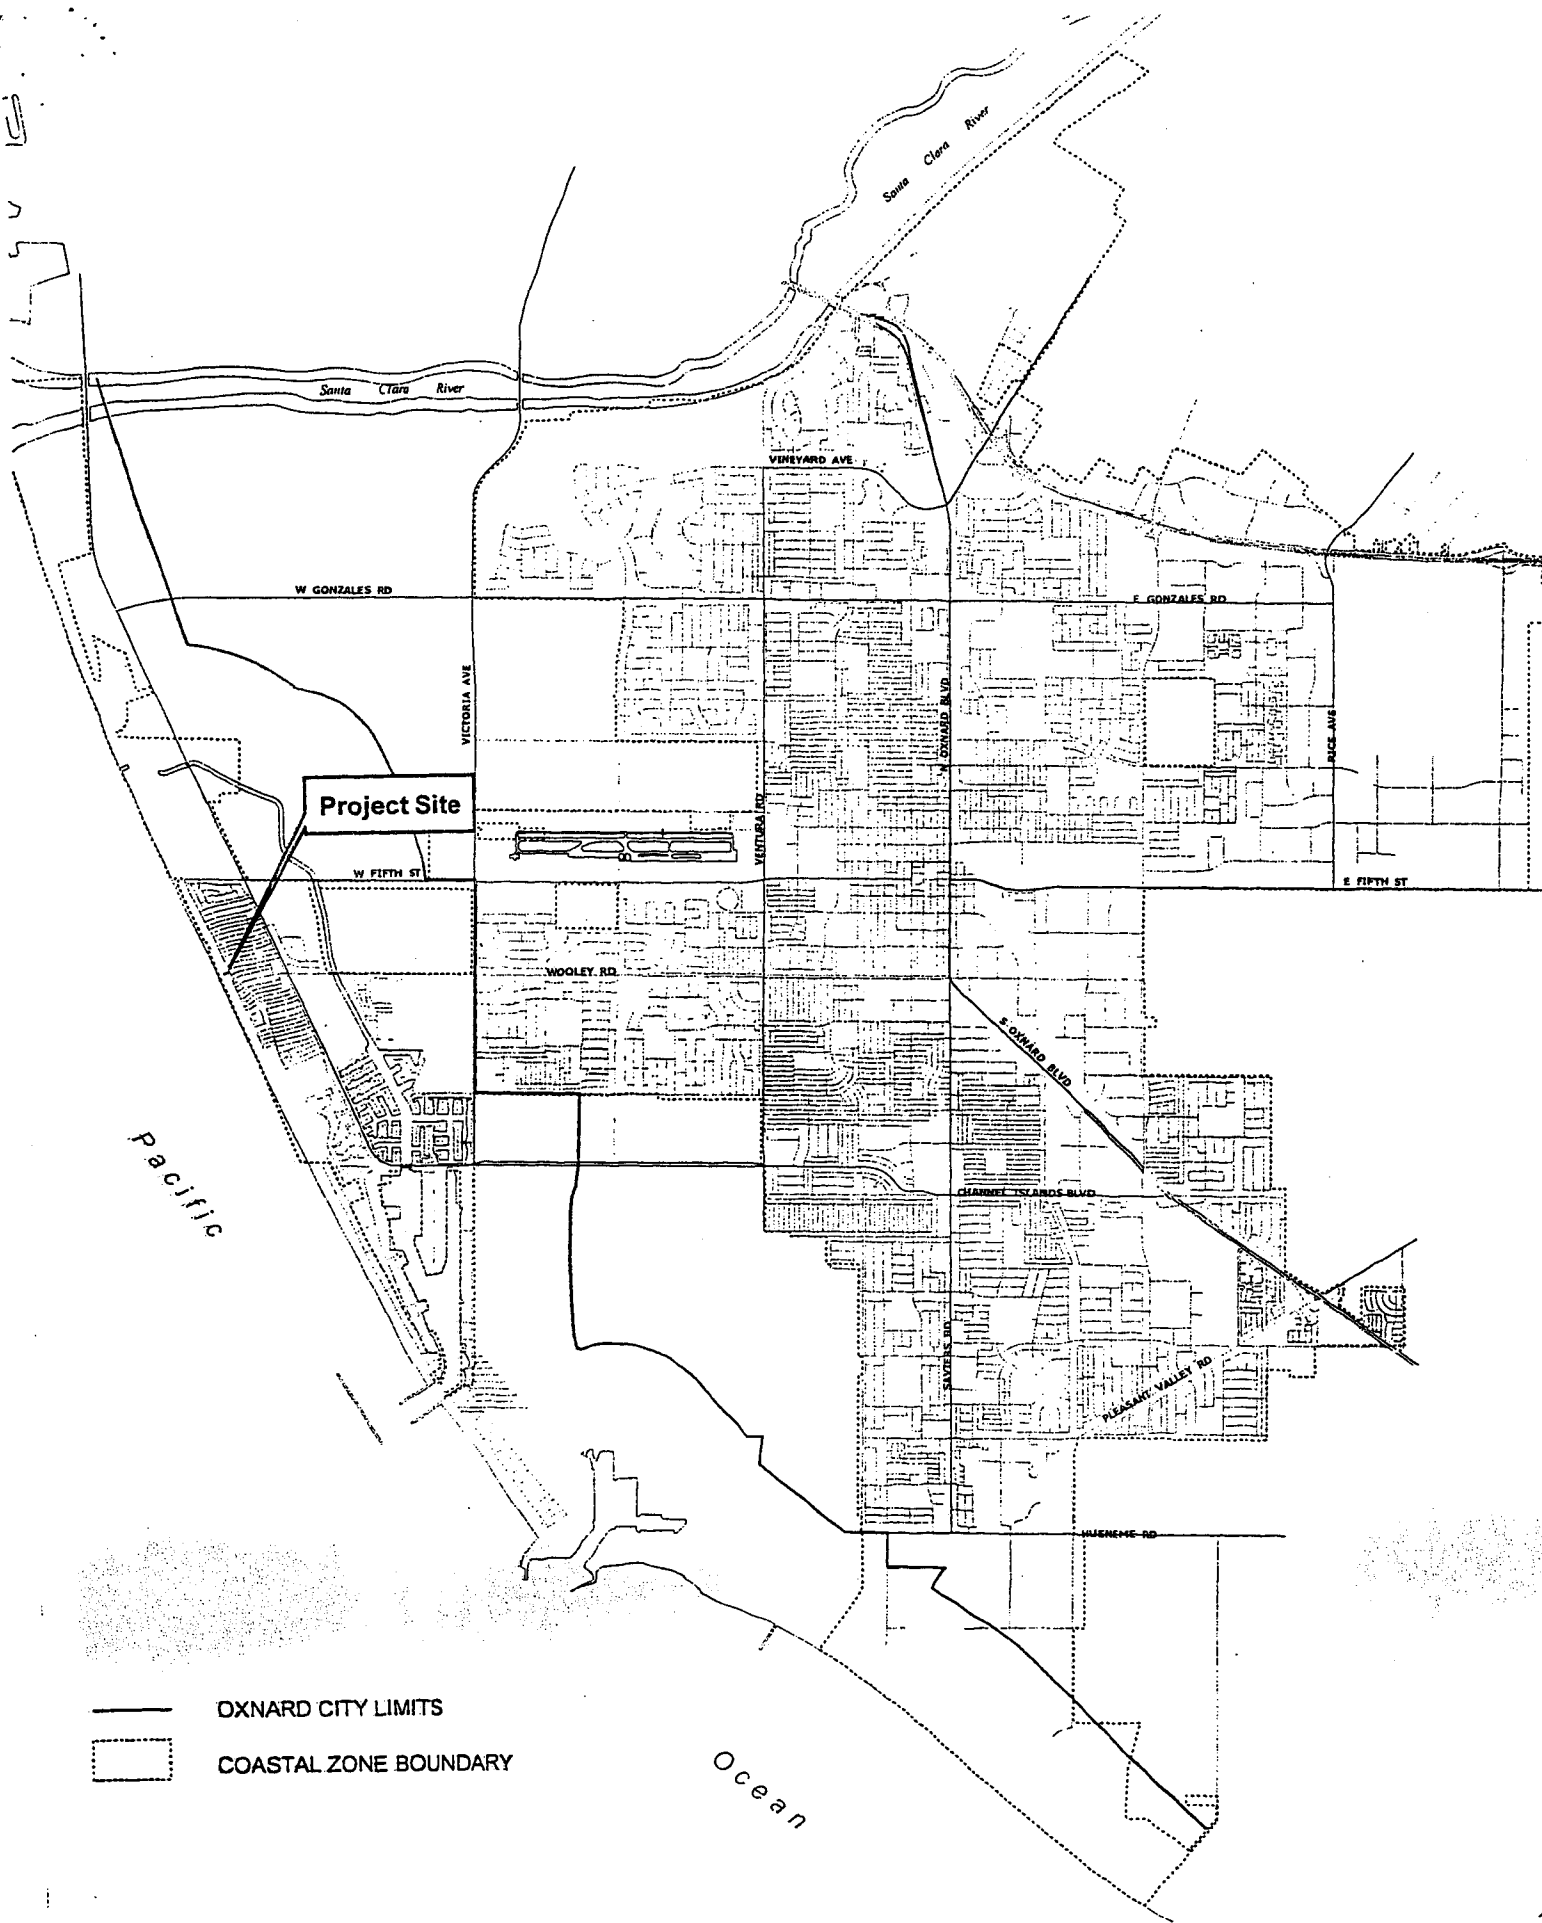 Santa Clara River
Santa Clara River
VINEYARD AVE
W GONZALES RD
E GONZALES RD
VICTORIA AVE
N OXNARD BLVD
RICE AVE
Project Site
VENTURA RD
W FIFTH ST
E FIFTH ST
WOOLEY RD
S OXNARD BLVD
Pacific
CHANNEL ISLANDS BLVD
SAVIERS RD
PLEASANT VALLEY RD
HUENEME RD
OXNARD CITY LIMITS
COASTAL ZONE BOUNDARY
Ocean